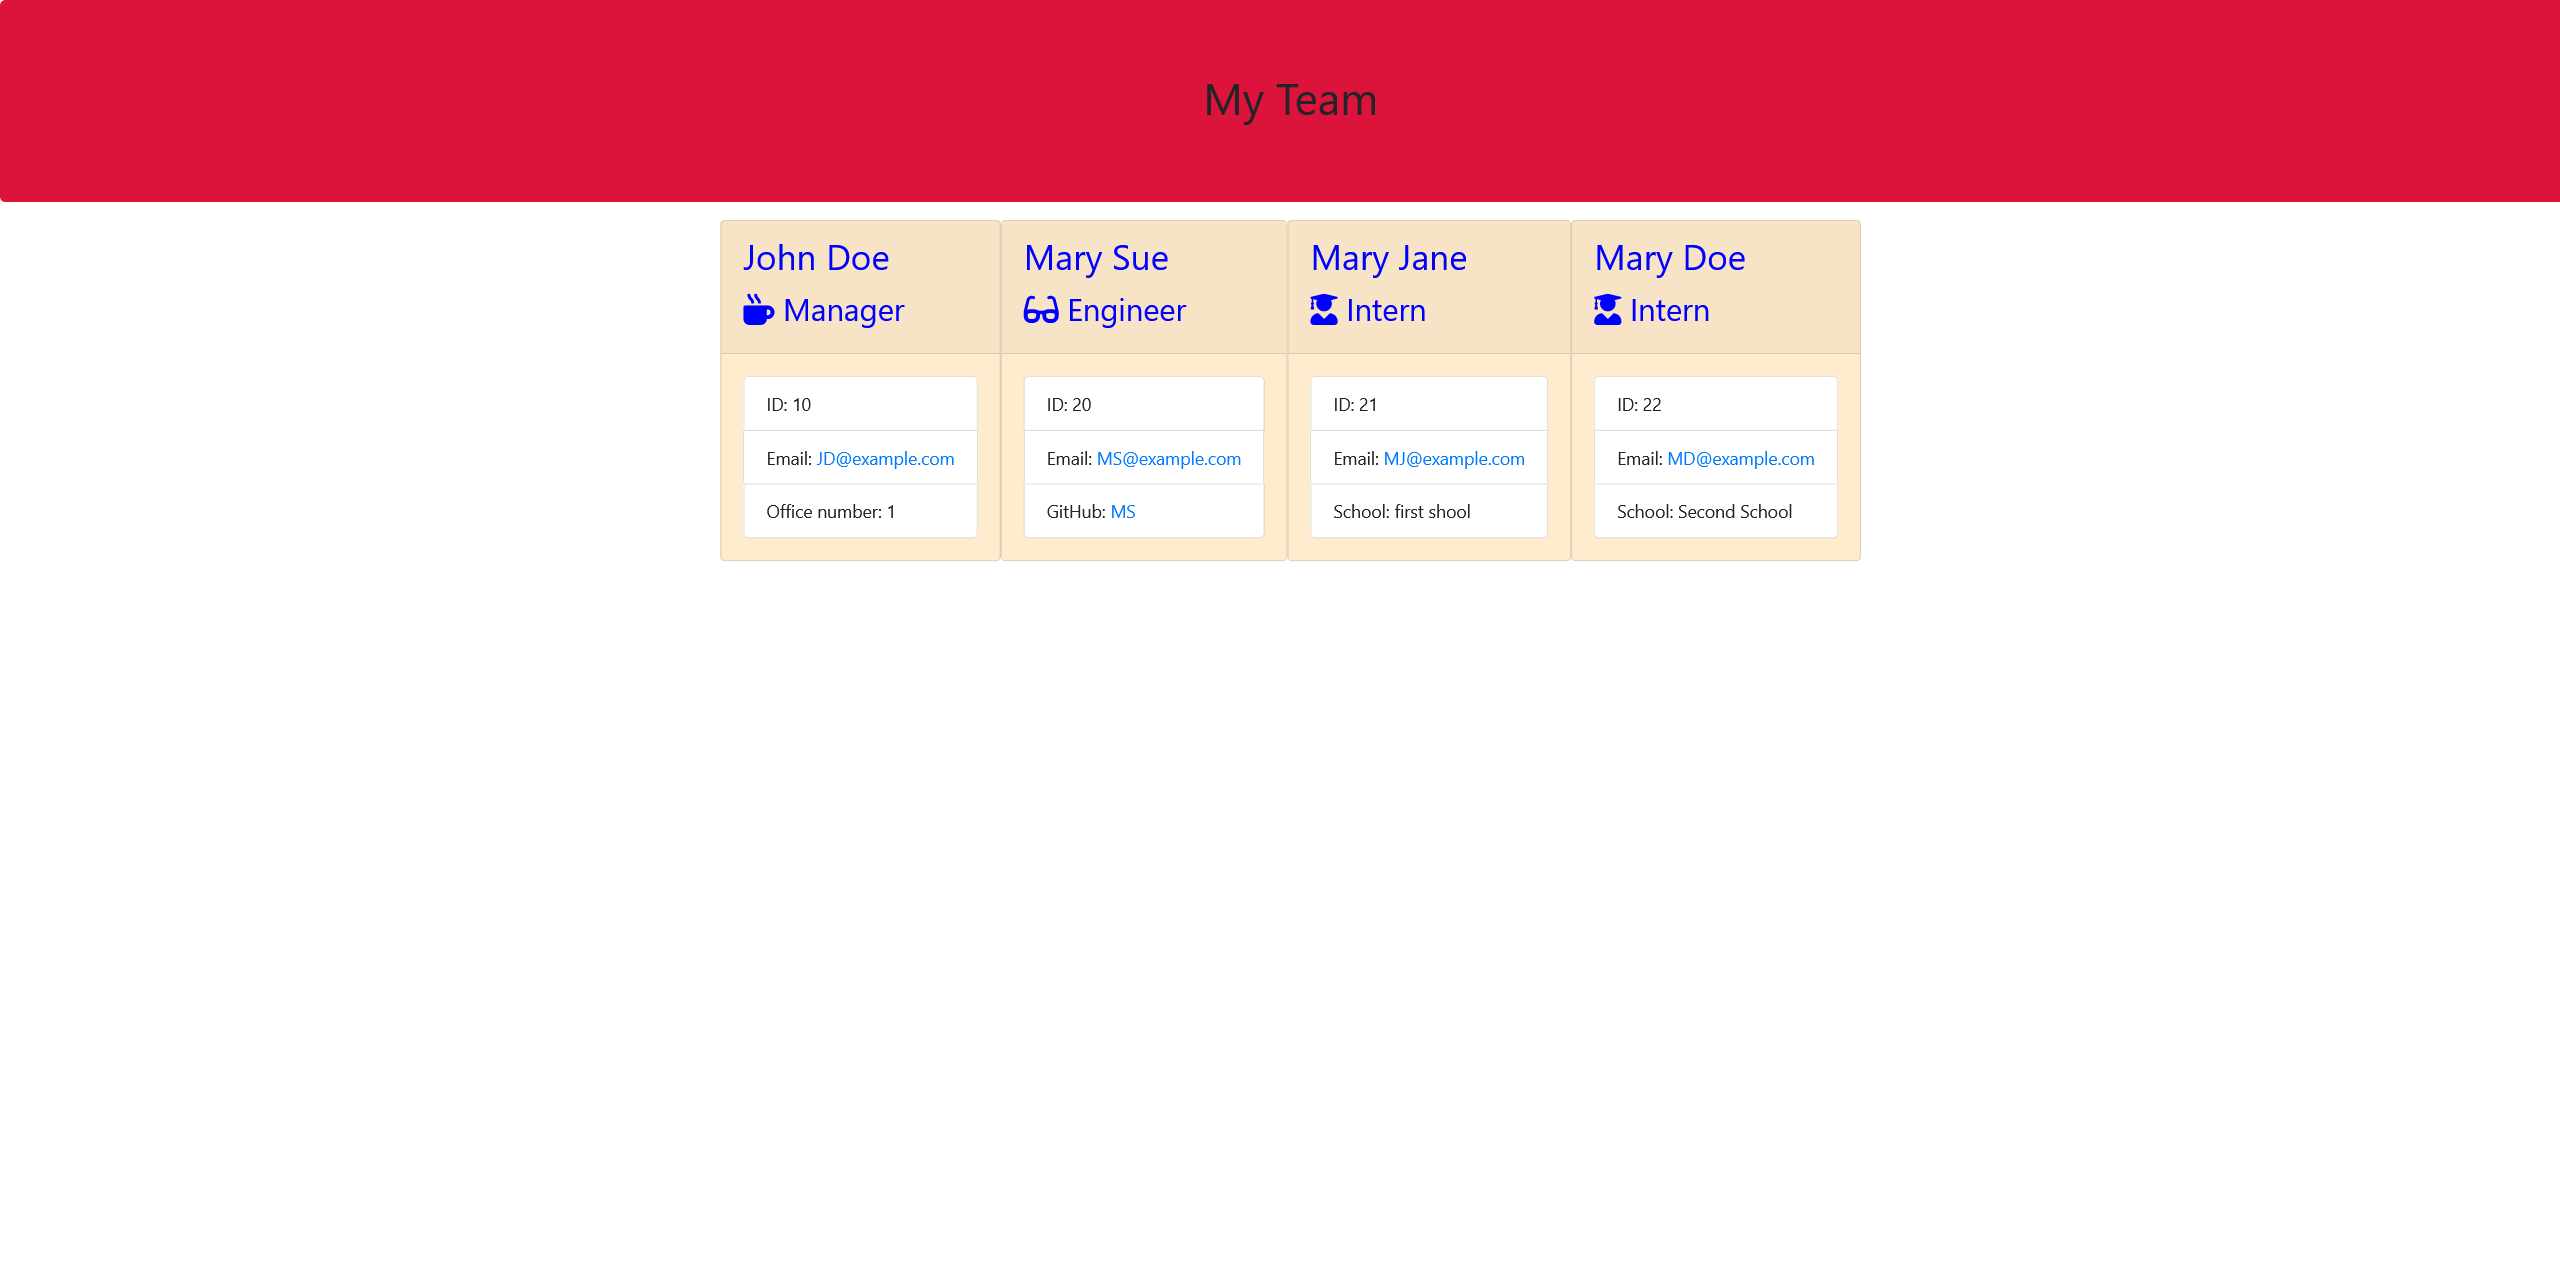 My Team
John Doe
Manager
ID: 10
Email: JD@example.com
Office number: 1
Mary Sue
Engineer
ID: 20
Email: MS@example.com
GitHub: MS
Mary Jane
Intern
ID: 21
Email: MJ@example.com
School: first shool
Mary Doe
Intern
ID: 22
Email: MD@example.com
School: Second School